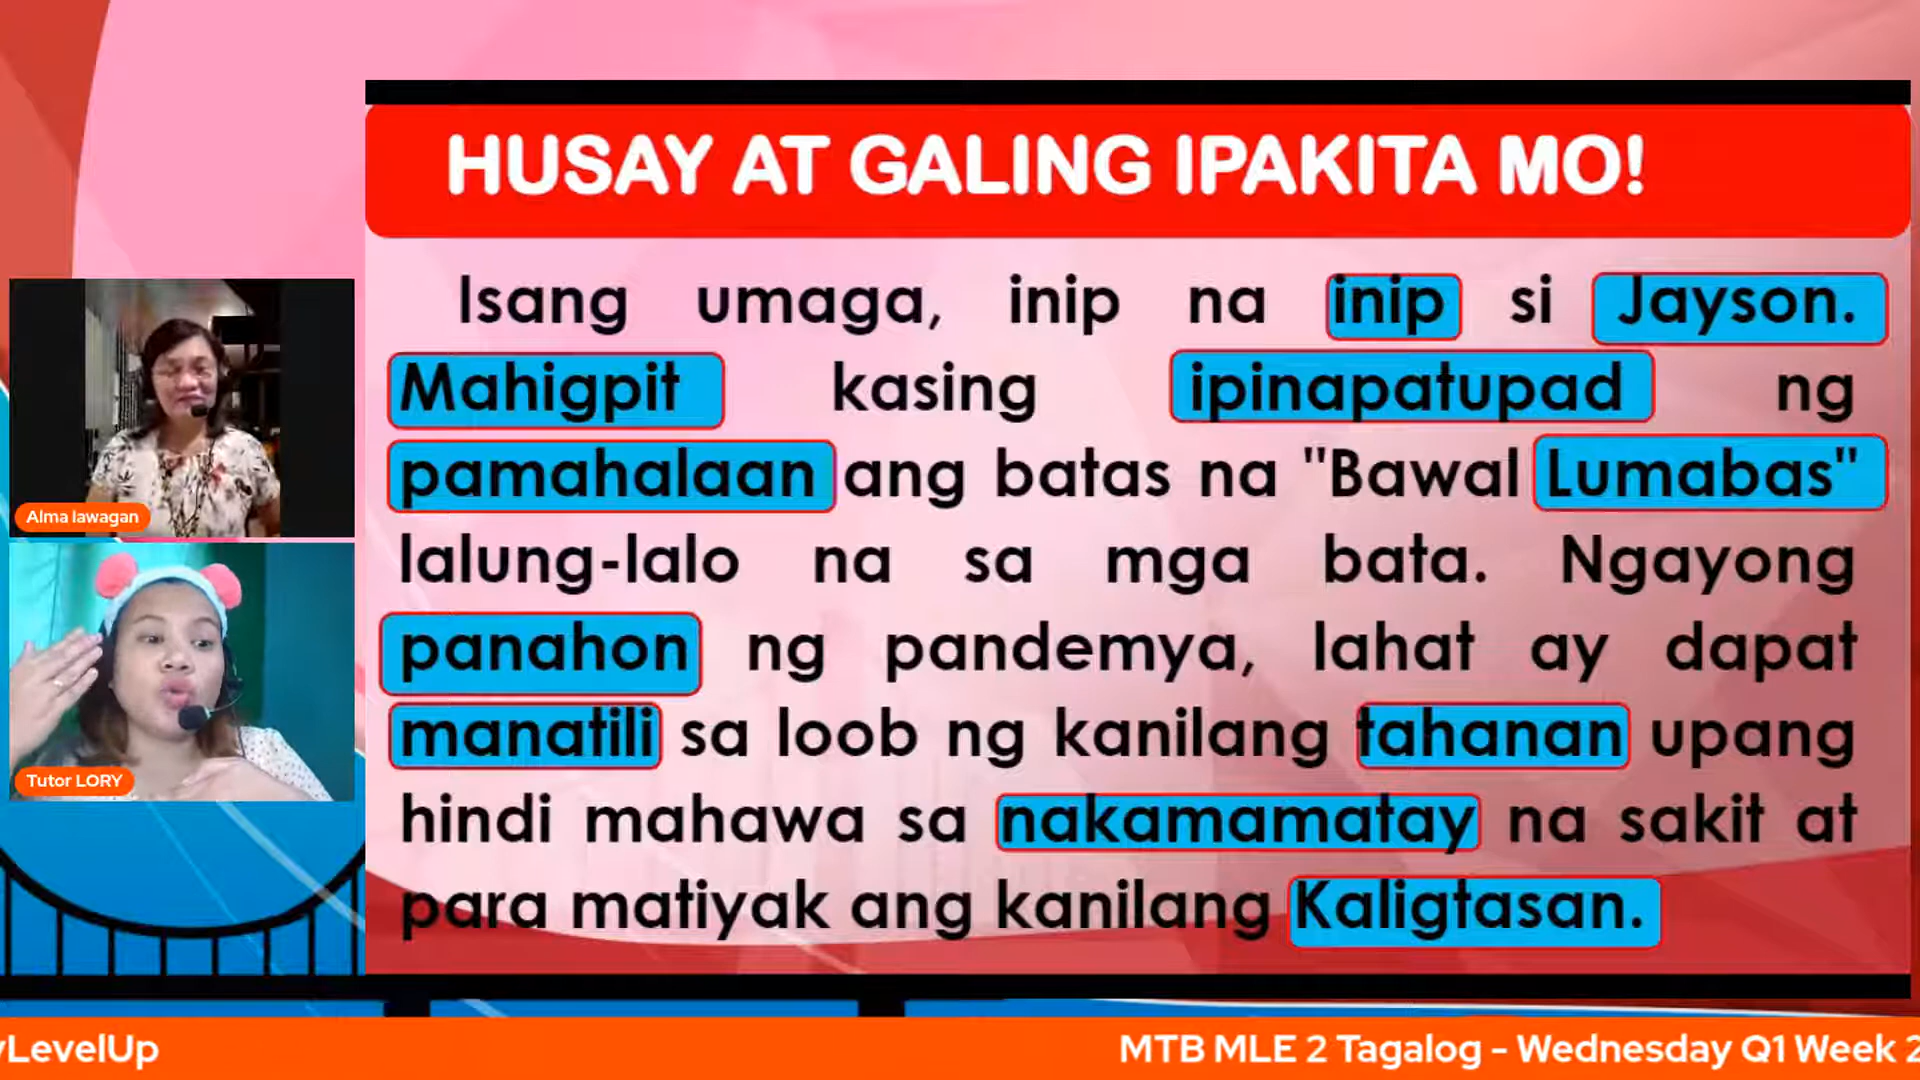 HUSAY AT GALING IPAKITA MO!
Isang umaga, inip na inip si Jayson.
Mahigpit kasing ipinapatupad ng
pamahalaan ang batas na "Bawal Lumabas"
lalung-lalo na sa mga bata. Ngayong
panahon ng pandemya, lahat ay dapat
manatili sa loob ng kanilang tahanan upang
hindi mahawa sa nakamamatay na sakit at
para matiyak ang kanilang Kaligtasan.
Alma lawagan
Tutor LORY
yLevelUp
MTB MLE 2 Tagalog - Wednesday Q1 Week 2